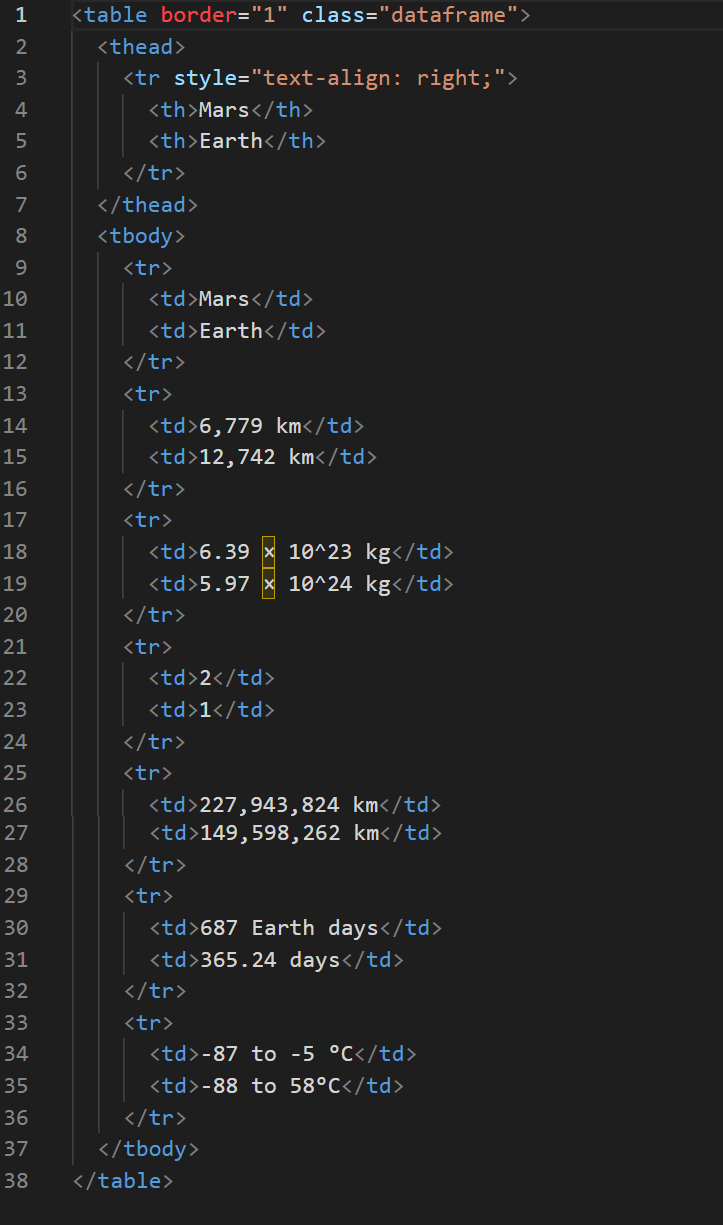 1 <table border="1" class="dataframe">
2   <thead>
3     <tr style="text-align: right;">
4       <th>Mars</th>
5       <th>Earth</th>
6     </tr>
7   </thead>
8   <tbody>
9     <tr>
10       <td>Mars</td>
11       <td>Earth</td>
12     </tr>
13     <tr>
14       <td>6,779 km</td>
15       <td>12,742 km</td>
16     </tr>
17     <tr>
18       <td>6.39 × 10^23 kg</td>
19       <td>5.97 × 10^24 kg</td>
20     </tr>
21     <tr>
22       <td>2</td>
23       <td>1</td>
24     </tr>
25     <tr>
26       <td>227,943,824 km</td>
27       <td>149,598,262 km</td>
28     </tr>
29     <tr>
30       <td>687 Earth days</td>
31       <td>365.24 days</td>
32     </tr>
33     <tr>
34       <td>-87 to -5 °C</td>
35       <td>-88 to 58°C</td>
36     </tr>
37   </tbody>
38 </table>